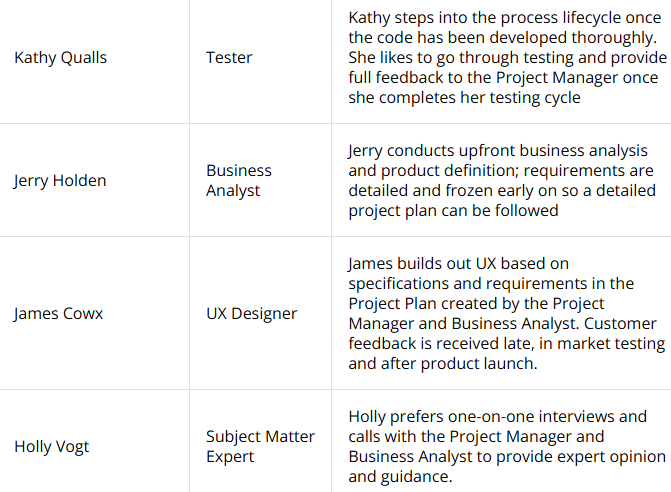 Kathy Qualls
Tester
Kathy steps into the process lifecycle once
the code has been developed thoroughly.
She likes to go through testing and provide
full feedback to the Project Manager once
she completes her testing cycle
Jerry Holden
Business
Analyst
Jerry conducts upfront business analysis
and product definition; requirements are
detailed and frozen early on so a detailed
project plan can be followed
James Cowx
UX Designer
James builds out UX based on
specifications and requirements in the
Project Plan created by the Project
Manager and Business Analyst. Customer
feedback is received late, in market testing
and after product launch.
Holly Vogt
Subject Matter
Expert
Holly prefers one-on-one interviews and
calls with the Project Manager and
Business Analyst to provide expert opinion
and guidance.